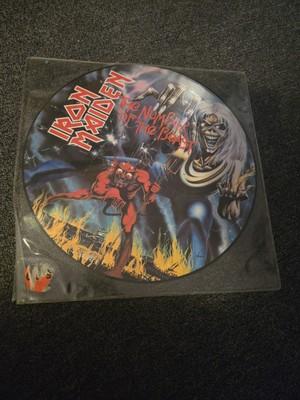 IRON
MAIDEN
The Number
of The Beast